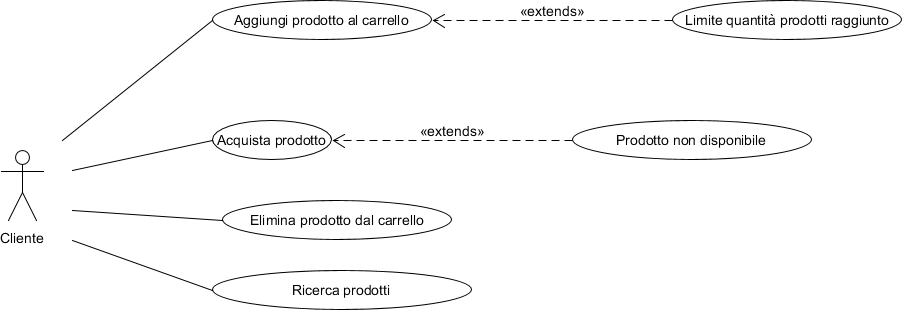 Aggiungi prodotto al carrello
«extends»
Limite quantità prodotti raggiunto
Acquista prodotto
«extends»
Prodotto non disponibile
Elimina prodotto dal carrello
Cliente
Ricerca prodotti